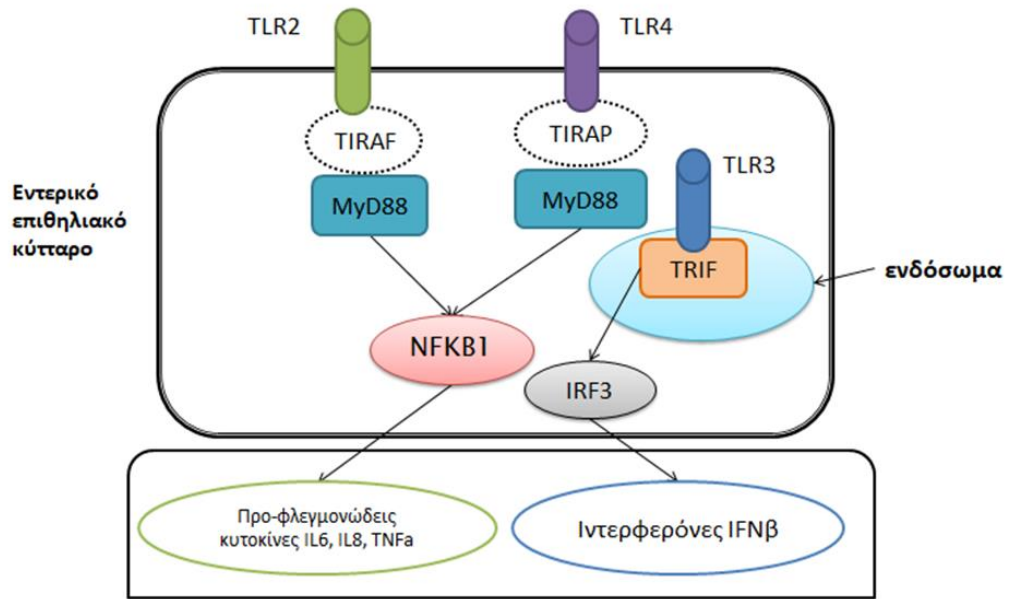 TLR2
TLR4
TIRAF
TIRAP
TLR3
MyD88
MyD88
Εντερικό
επιθηλιακό
κύτταρο
TRIF
ενδόσωμα
NFKB1
IRF3
Προ-φλεγμονώδεις
κυτοκίνες IL6, IL8, TNFa
Ιντερφερόνες IFNβ